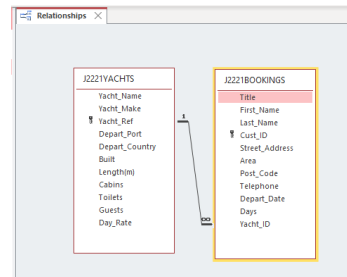 Relationships
J2221YACHTS
Yacht_Name
Yacht_Make
Yacht_Ref
Depart_Port
Depart_Country
Built
Length(m)
Cabins
Toilets
Guests
Day_Rate
1
∞
J2221BOOKINGS
Title
First_Name
Last_Name
Cust_ID
Street_Address
Area
Post_Code
Telephone
Depart_Date
Days
Yacht_ID